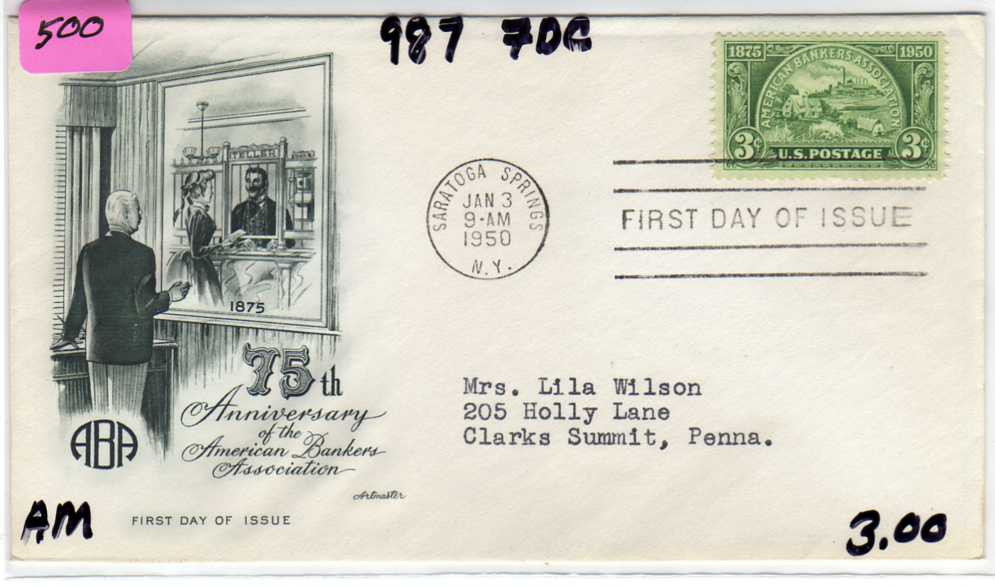 500
987 FDC
1875 1950
AMERICAN BANKERS ASSOCIATION
3¢ U.S. POSTAGE 3¢
SARATOGA SPRINGS
JAN 3
9-AM
1950
N.Y.
FIRST DAY OF ISSUE
TELLER
1875
75th
Anniversary
of the
American Bankers
Association
ABA
Artmaster
FIRST DAY OF ISSUE
Mrs. Lila Wilson
205 Holly Lane
Clarks Summit, Penna.
AM
3.00